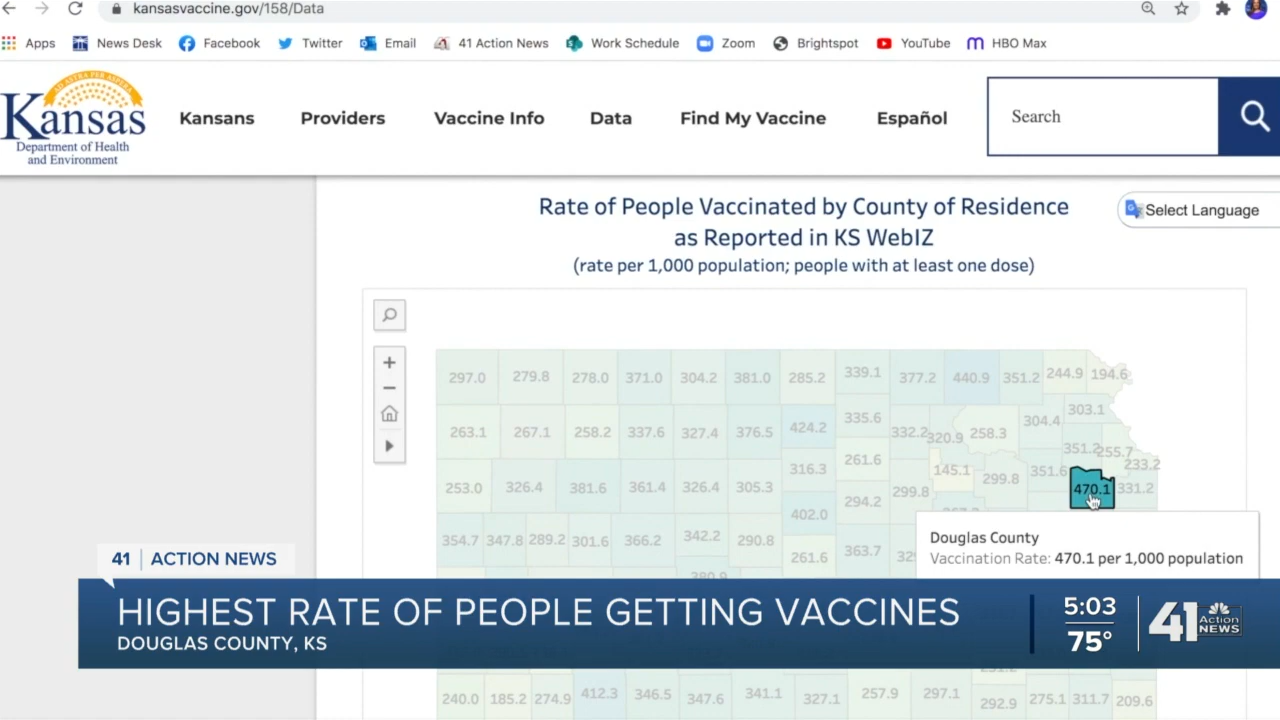 kansasvaccine.gov/158/Data
Apps News Desk Facebook Twitter Email 41 Action News Work Schedule Zoom Brightspot YouTube HBO Max
AD ASTRA PER ASPERA
Kansas
Department of Health
and Environment
Kansans Providers Vaccine Info Data Find My Vaccine Español
Search
Rate of People Vaccinated by County of Residence
as Reported in KS WebIZ
(rate per 1,000 population; people with at least one dose)
Select Language
297.0 279.8 278.0 371.0 304.2 381.0 285.2 339.1 377.2 440.9 351.2 244.9 194.6
263.1 267.1 258.2 337.6 327.4 376.5 424.2 335.6 332.2 320.9 258.3 304.4 303.1
261.6 145.1 299.8 351.6 351.2 255.7 233.2
253.0 326.4 381.6 361.4 326.4 305.3 316.3 294.2 299.8 470.1 331.2
354.7 347.8 289.2 301.6 366.2 342.2 290.8 402.0 261.6 363.7
380.9
Douglas County
Vaccination Rate: 470.1 per 1,000 population
41 | ACTION NEWS
HIGHEST RATE OF PEOPLE GETTING VACCINES
DOUGLAS COUNTY, KS
5:03
75°
41 Action NEWS
240.0 185.2 274.9 412.3 346.5 347.6 341.1 327.1 257.9 297.1 292.9 275.1 311.7 209.6